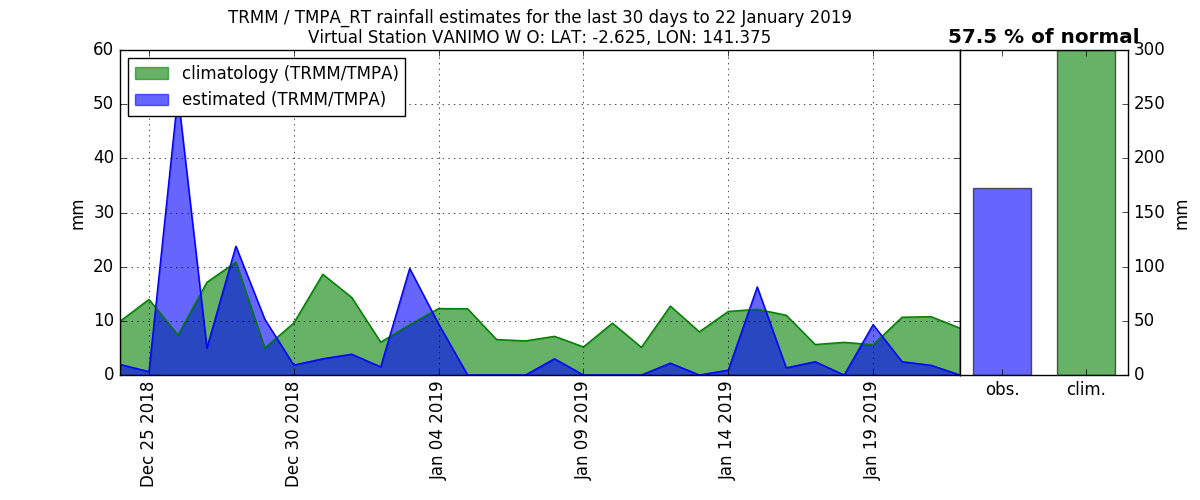 TRMM / TMPA_RT rainfall estimates for the last 30 days to 22 January 2019
Virtual Station VANIMO W O: LAT: -2.625, LON: 141.375
57.5 % of normal
climatology (TRMM/TMPA)
estimated (TRMM/TMPA)
60
50
40
30
20
10
0
mm
Dec 25 2018
Dec 30 2018
Jan 04 2019
Jan 09 2019
Jan 14 2019
Jan 19 2019
obs.
clim.
300
250
200
150
100
50
0
mm